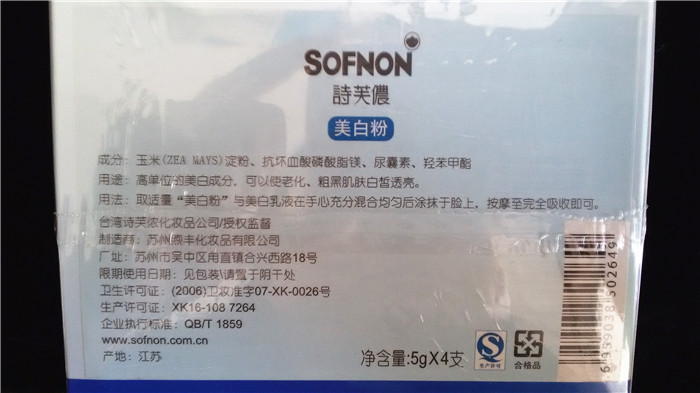 SOFNON
詩芙儂
美白粉
成分：玉米(ZEA MAYS)淀粉、抗坏血酸磷酸脂镁、尿囊素、羟苯甲酯
用途：高单位的美白成分，可以使老化、粗黑肌肤白皙透亮。
用法：取适量“美白粉”与美白乳液在手心充分混合均匀后涂抹于脸上，按摩至完全吸收即可。
台湾诗芙侬化妆品公司/授权监督
制造商：苏州源丰化妆品有限公司
厂址：苏州市吴中区甪直镇合兴西路18号
限期使用日期：见包装\请置于阴干处
卫生许可证：(2006)卫妆准字07-XK-0026号
生产许可证：XK16-108 7264
企业执行标准：QB/T 1859
www.sofnon.com.cn
产地：江苏
净含量:5gX4支
QS
生产许可
合格品
6 939038 502649